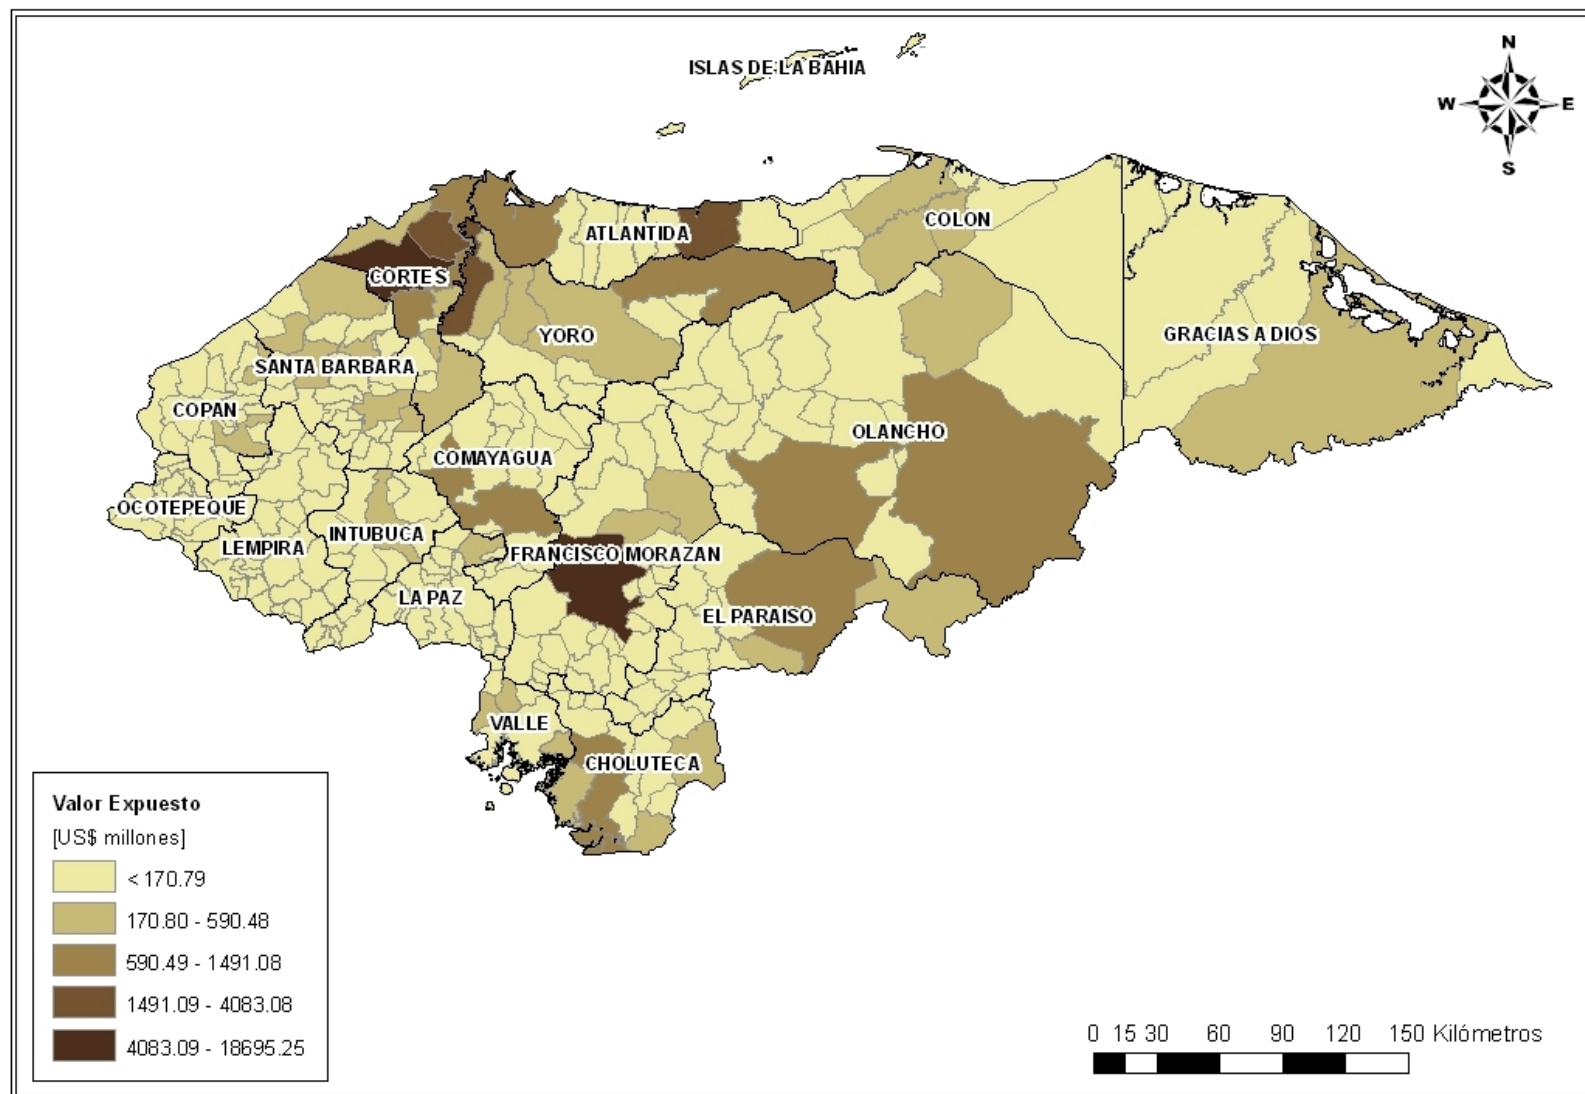 ISLAS DE LA BAHIA
N
W E
S
ATLANTIDA
COLON
CORTES
YORO
GRACIAS A DIOS
SANTA BARBARA
COPAN
OLANCHO
COMAYAGUA
OCOTEPEQUE
INTUBUCA
LEMPIRA
FRANCISCO MORAZAN
LA PAZ
EL PARAISO
VALLE
CHOLUTECA
Valor Expuesto
[US$ millones]
< 170.79
170.80 - 590.48
590.49 - 1491.08
1491.09 - 4083.08
4083.09 - 18695.25
0 15 30 60 90 120 150 Kilómetros